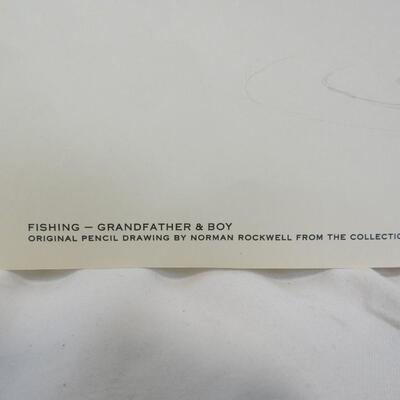 FISHING — GRANDFATHER & BOY
ORIGINAL PENCIL DRAWING BY NORMAN ROCKWELL FROM THE COLLECTIO